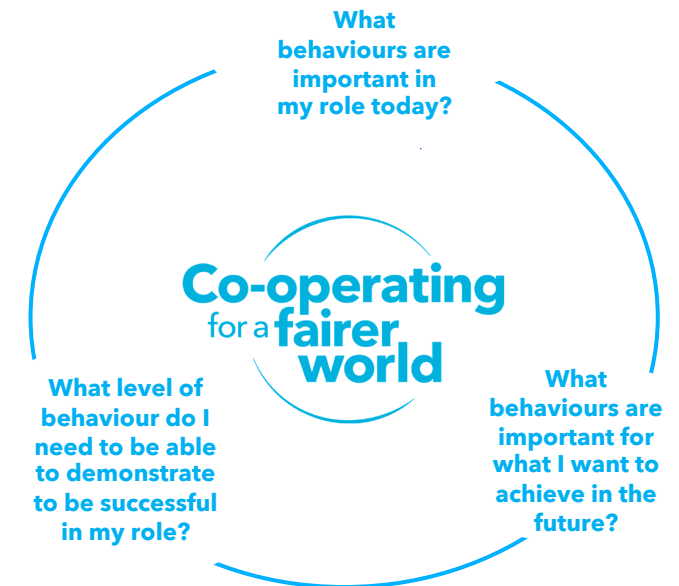 What
behaviours are
important in
my role today?
Co-operating
for a fairer
world
What level of
behaviour do I
need to be able
to demonstrate
to be successful
in my role?
What
behaviours are
important for
what I want to
achieve in the
future?